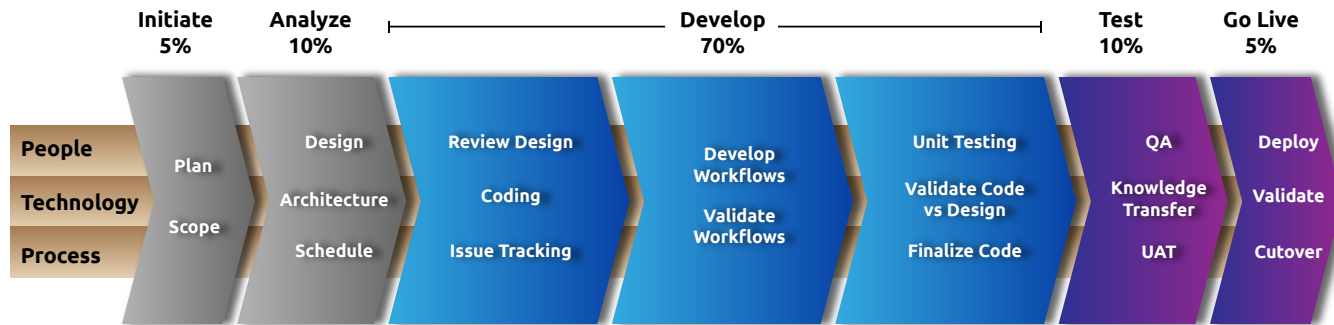 Initiate
5%
Analyze
10%
Develop
70%
Test
10%
Go Live
5%
People
Technology
Process
Plan
Scope
Design
Architecture
Schedule
Review Design
Coding
Issue Tracking
Develop
Workflows
Validate
Workflows
Unit Testing
Validate Code
vs Design
Finalize Code
QA
Knowledge
Transfer
UAT
Deploy
Validate
Cutover